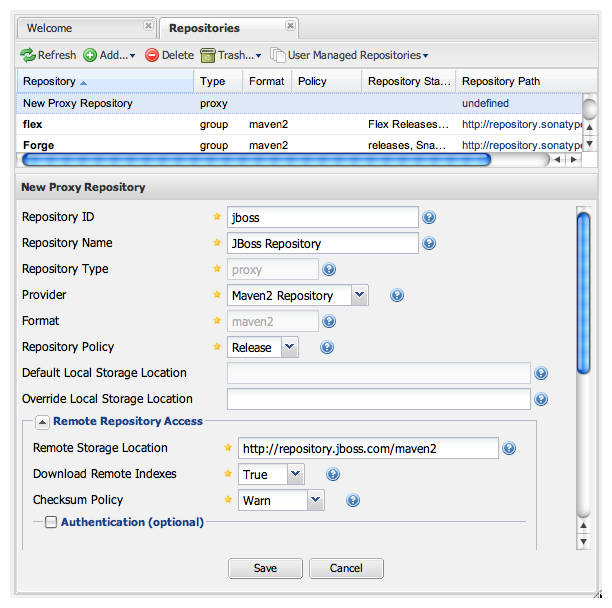 Welcome
Repositories
Refresh Add... Delete Trash... User Managed Repositories
Repository Type Format Policy Repository Sta... Repository Path
New Proxy Repository proxy undefined
flex group maven2 Flex Releases... http://repository.sonatype
Forge group maven2 releases, Sna... http://repository.sonatype
New Proxy Repository
Repository ID jboss
Repository Name JBoss Repository
Repository Type proxy
Provider Maven2 Repository
Format maven2
Repository Policy Release
Default Local Storage Location
Override Local Storage Location
Remote Repository Access
Remote Storage Location http://repository.jboss.com/maven2
Download Remote Indexes True
Checksum Policy Warn
Authentication (optional)
Save Cancel